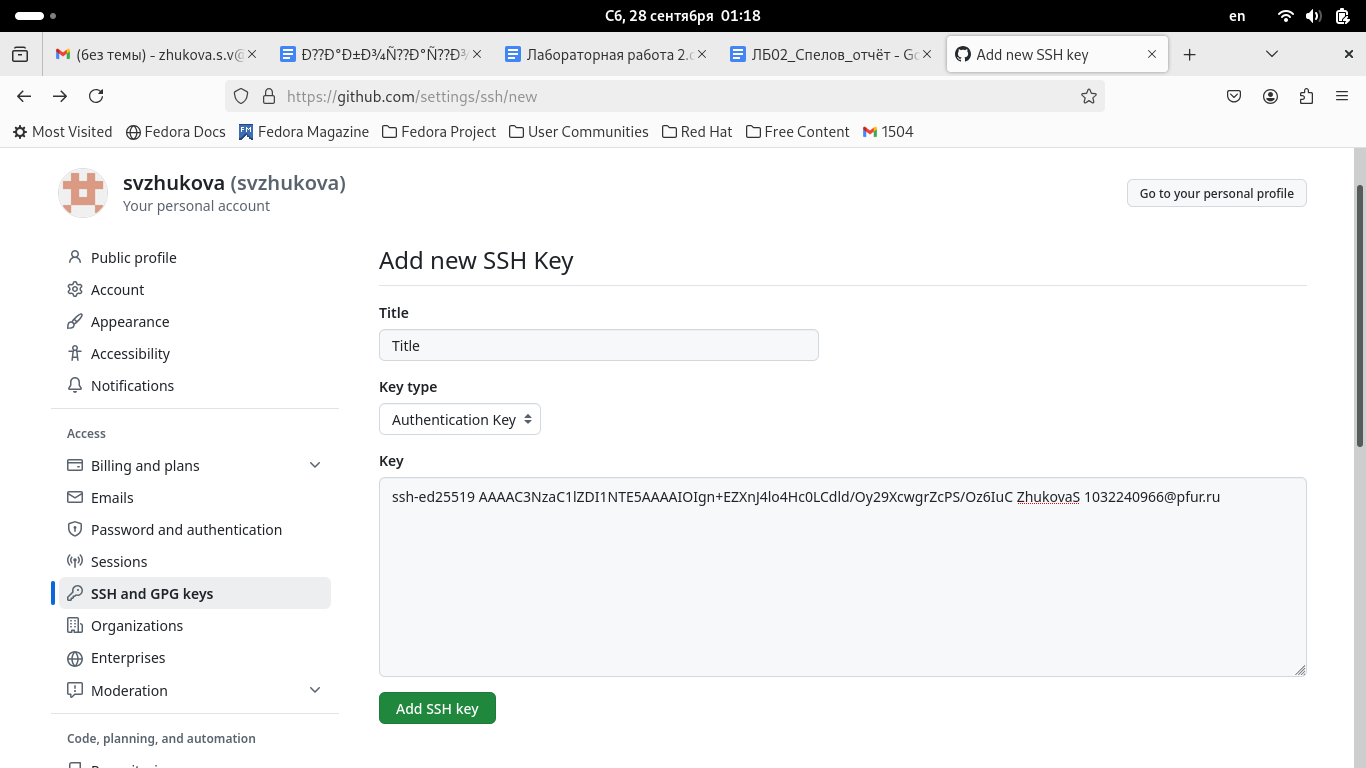 Сб, 28 сентября 01:18
en
(без темы) - zhukova.s.v@
Лабораторная работа 2.
ЛБ02_Спелов_отчёт - Go
Add new SSH key
https://github.com/settings/ssh/new
Most Visited
Fedora Docs
Fedora Magazine
Fedora Project
User Communities
Red Hat
Free Content
1504
svzhukova (svzhukova)
Your personal account
Go to your personal profile
Public profile
Account
Appearance
Accessibility
Notifications
Access
Billing and plans
Emails
Password and authentication
Sessions
SSH and GPG keys
Organizations
Enterprises
Moderation
Code, planning, and automation
Add new SSH Key
Title
Title
Key type
Authentication Key
Key
ssh-ed25519 AAAAC3NzaC1lZDI1NTE5AAAAIOIgn+EZXnJ4lo4Hc0LCdld/Oy29XcwgrZcPS/Oz6IuC ZhukovaS 1032240966@pfur.ru
Add SSH key